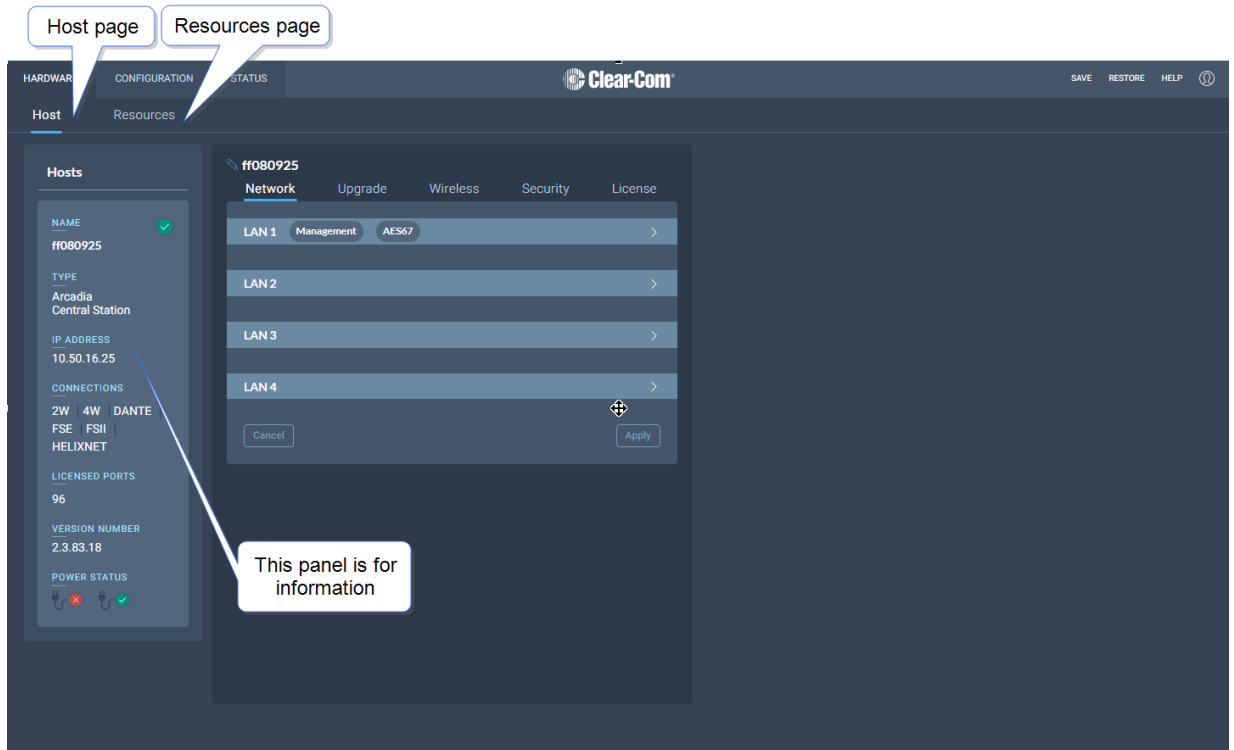 Host page
Resources page
HARDWAR
CONFIGURATION
STATUS
Clear-Com
SAVE
RESTORE
HELP
Host
Resources
Hosts
NAME
ff080925
TYPE
Arcadia
Central Station
IP ADDRESS
10.50.16.25
CONNECTIONS
2W 4W DANTE
FSE FSII
HELIXNET
LICENSED PORTS
96
VERSION NUMBER
2.3.83.18
POWER STATUS
ff080925
Network
Upgrade
Wireless
Security
License
LAN 1 Management AES67
LAN 2
LAN 3
LAN 4
Cancel
Apply
This panel is for
information